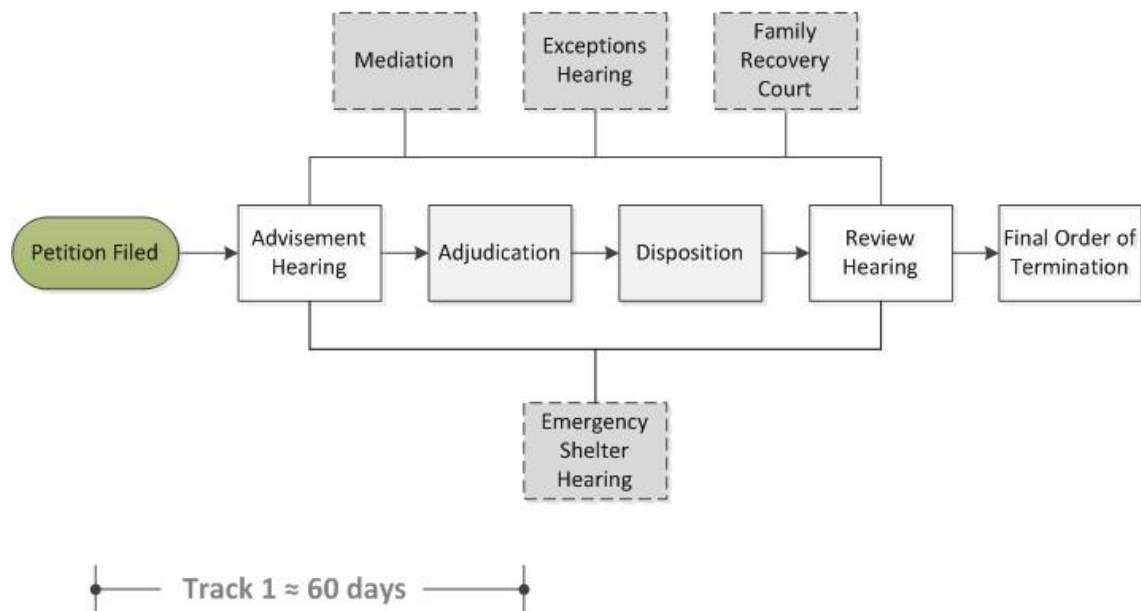 Mediation
Exceptions
Hearing
Family
Recovery
Court
Petition Filed
Advisement
Hearing
Adjudication
Disposition
Review
Hearing
Final Order of
Termination
Emergency
Shelter
Hearing
Track 1 ≈ 60 days